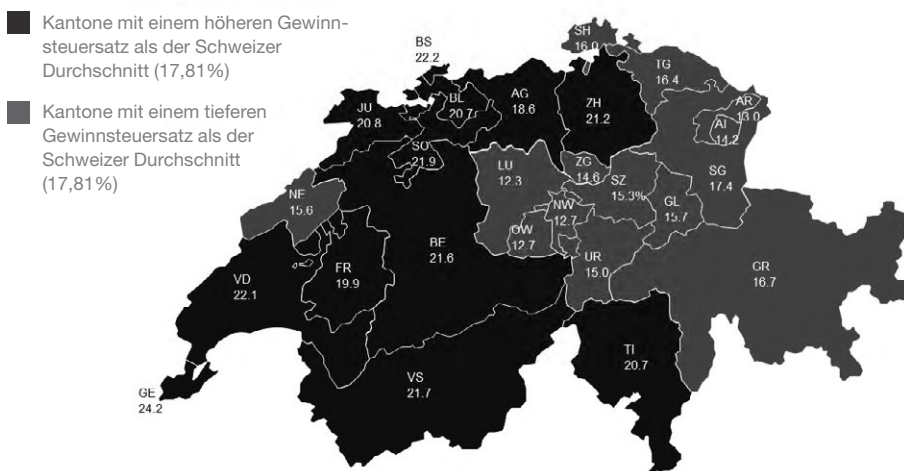 Kantone mit einem höheren Gewinn-
steuersatz als der Schweizer
Durchschnitt (17,81%)
Kantone mit einem tieferen
Gewinnsteuersatz als der
Schweizer Durchschnitt
(17,81%)
SH
16.0
BS
22.2
TG
16.4
JU
20.8
BL
20.7
AG
18.6
ZH
21.2
AR
13.0
AI
14.2
SO
21.9
LU
12.3
ZG
14.6
SZ
15.3%
SG
17.4
NE
15.6
NW
12.7
GL
15.7
OW
12.7
BE
21.6
UR
15.0
FR
19.9
GR
16.7
VD
22.1
TI
20.7
VS
21.7
GE
24.2